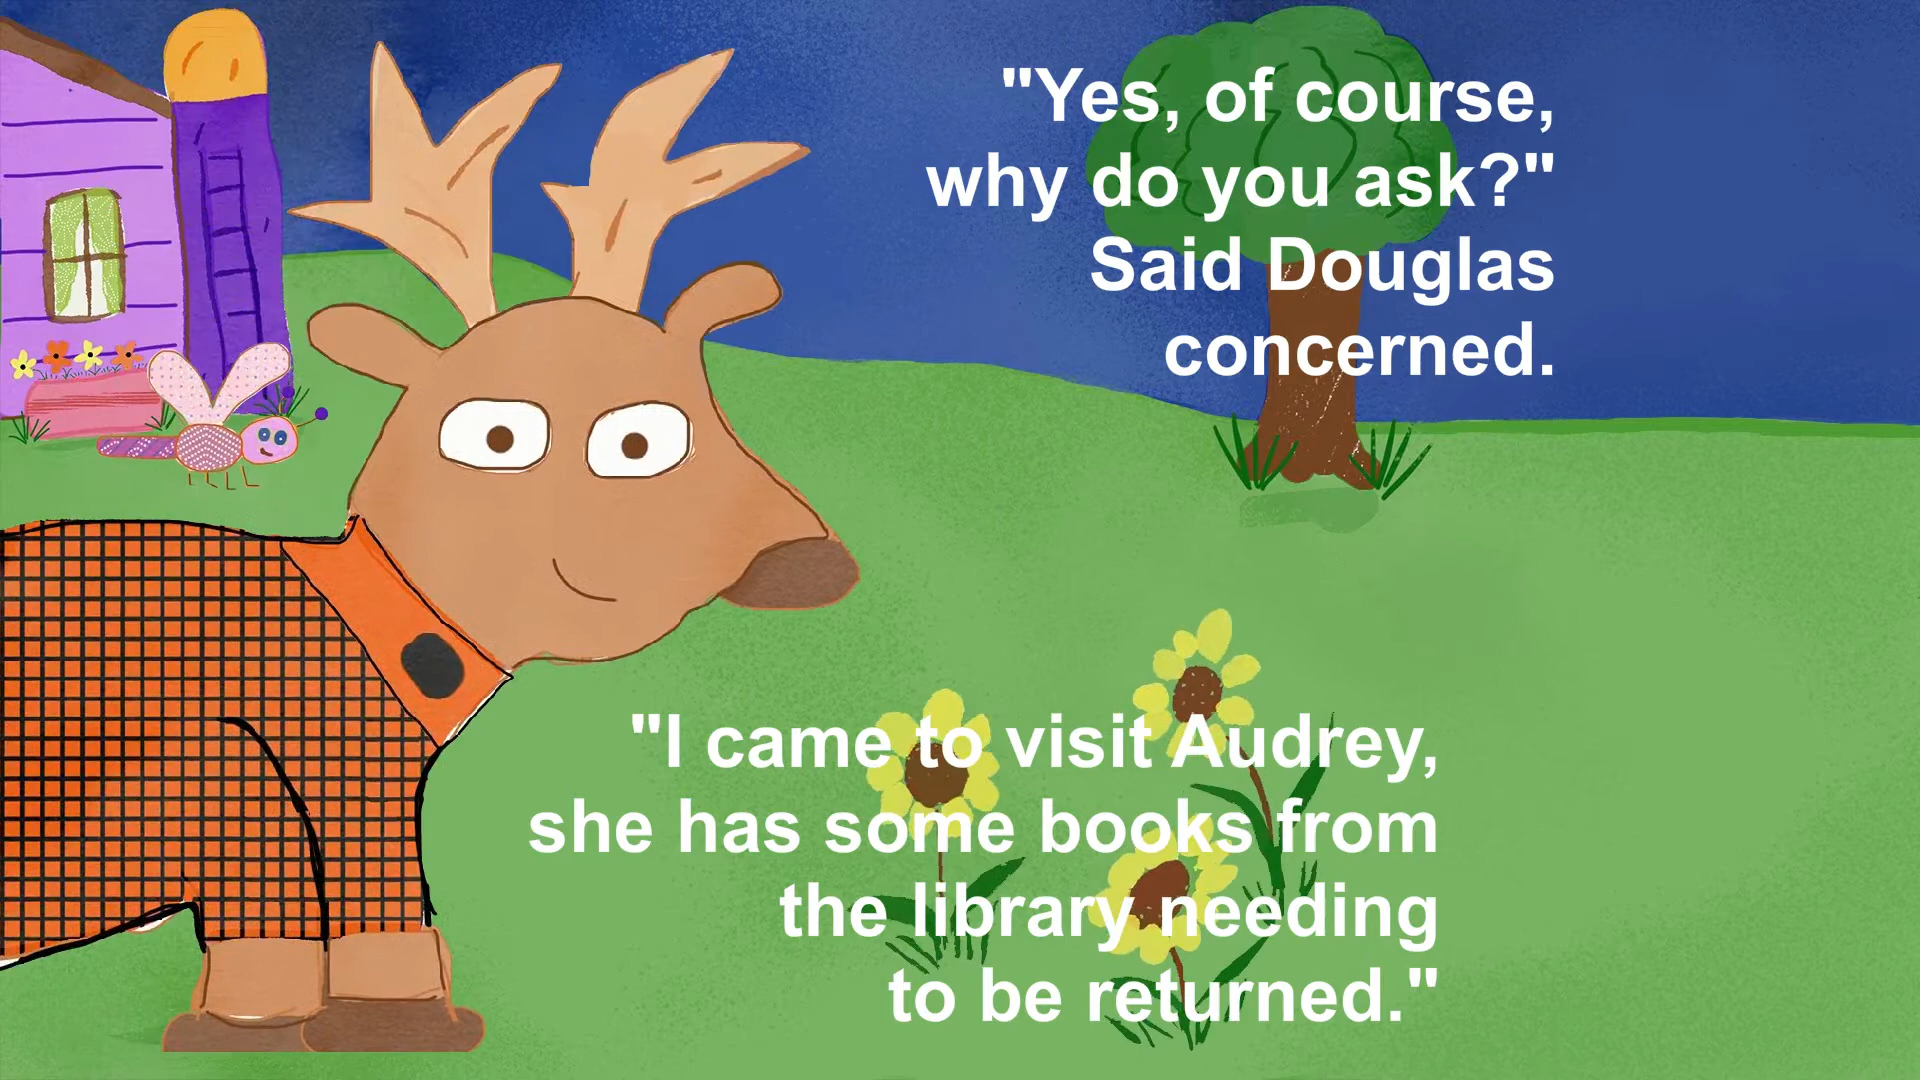 "Yes, of course,
why do you ask?"
Said Douglas
concerned.
"I came to visit Audrey,
she has some books from
the library needing
to be returned."